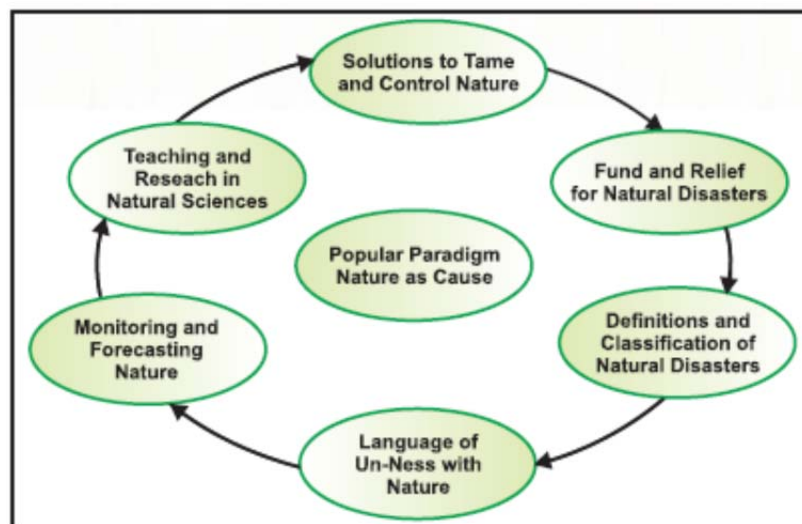 Solutions to Tame
and Control Nature
Fund and Relief
for Natural Disasters
Definitions and
Classification of
Natural Disasters
Language of
Un-Ness with
Nature
Monitoring and
Forecasting
Nature
Teaching and
Reseach in
Natural Sciences
Popular Paradigm
Nature as Cause